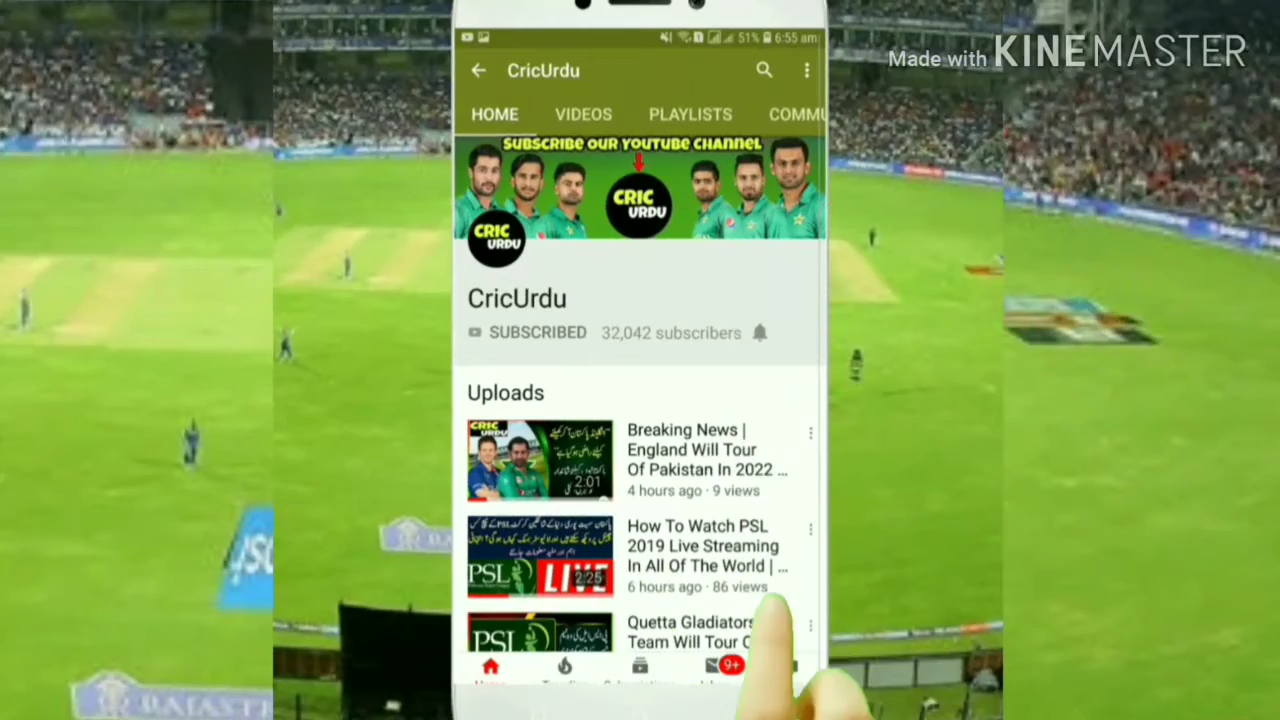 Made with KINEMASTER
51% 6:55 am
CricUrdu
HOME VIDEOS PLAYLISTS COMMU
SUBSCRIBE OUR YOUTUBE CHANNEL
CRIC
URDU
CRIC
URDU
CricUrdu
SUBSCRIBED 32,042 subscribers
Uploads
CRIC
URDU
2:01
Breaking News |
England Will Tour
Of Pakistan In 2022 ...
4 hours ago · 9 views
PSL
LIVE
2:25
How To Watch PSL
2019 Live Streaming
In All Of The World | ...
6 hours ago · 86 views
PSL
Quetta Gladiators
Team Will Tour
9+